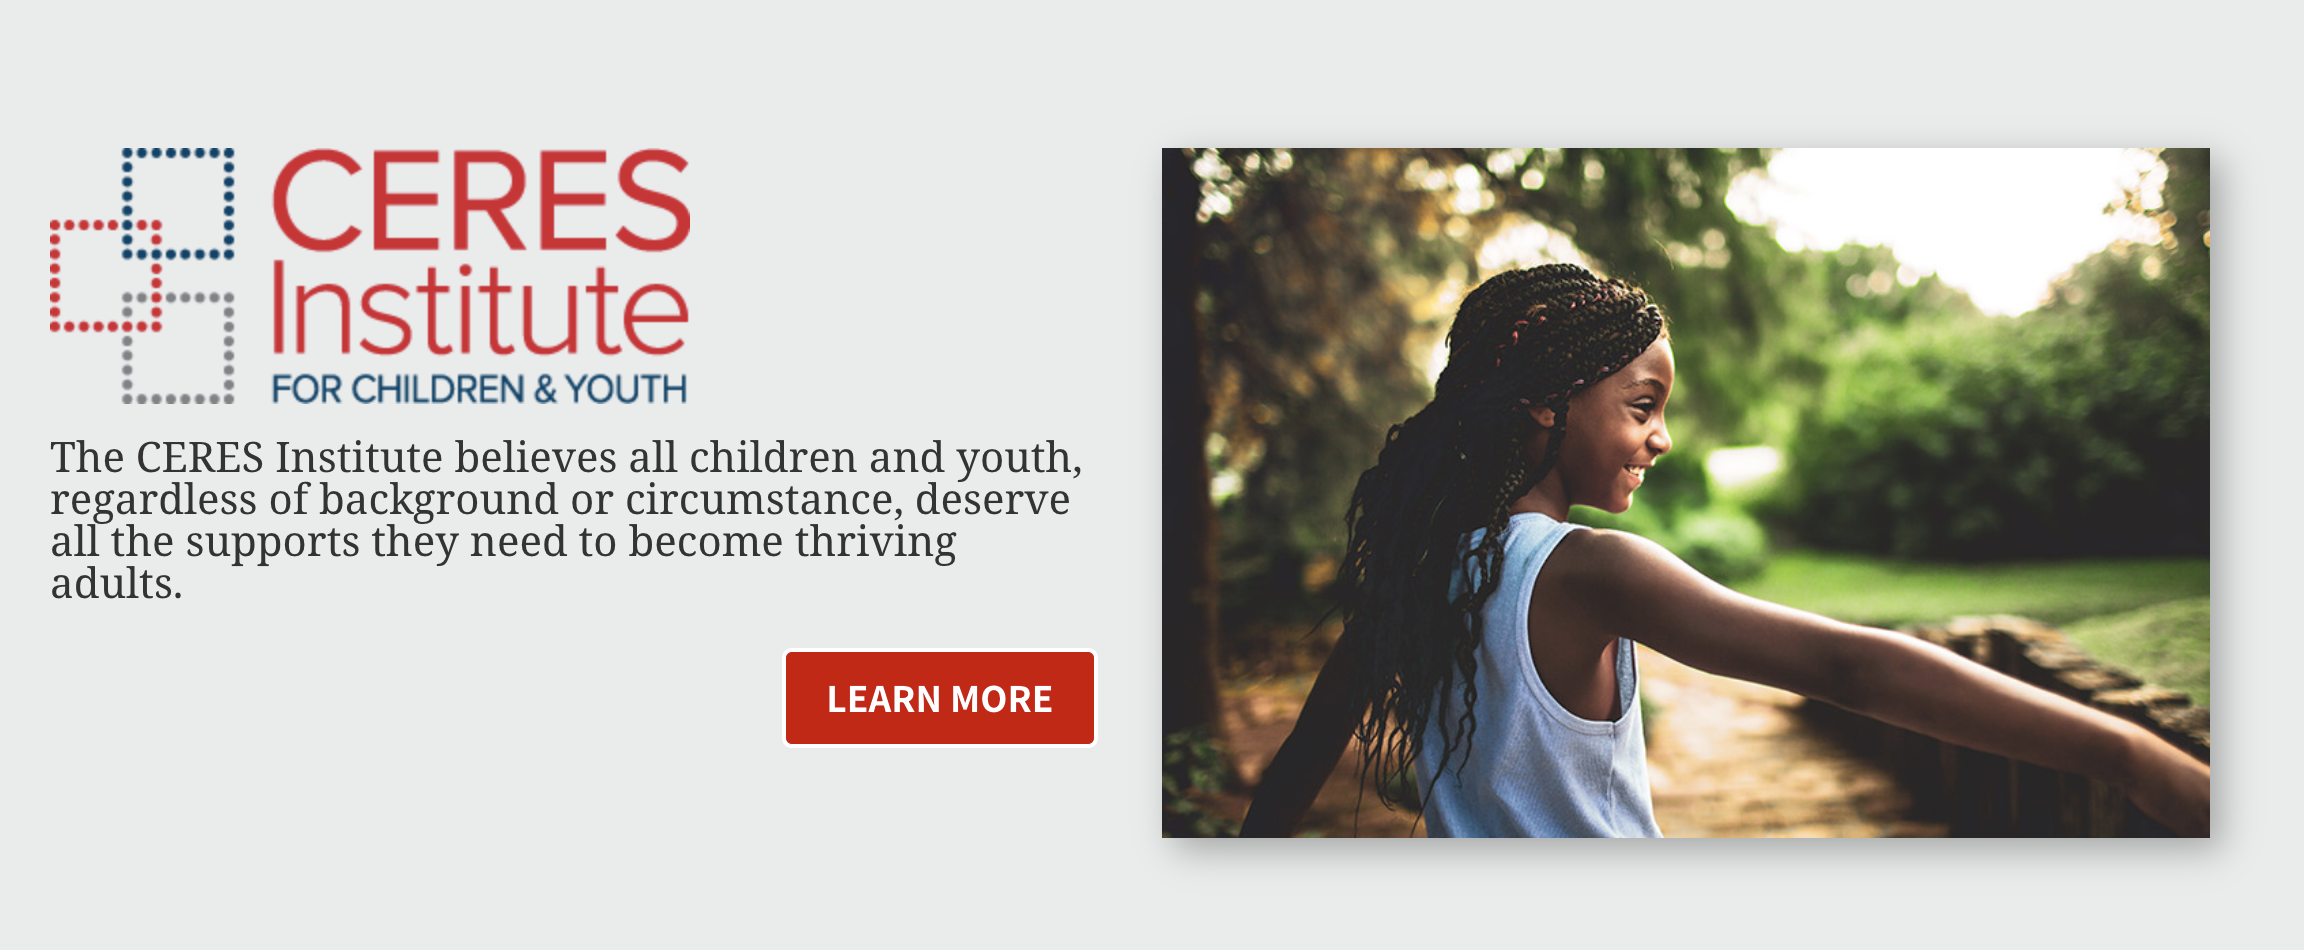 CERES
Institute
FOR CHILDREN & YOUTH
The CERES Institute believes all children and youth,
regardless of background or circumstance, deserve
all the supports they need to become thriving
adults.
LEARN MORE